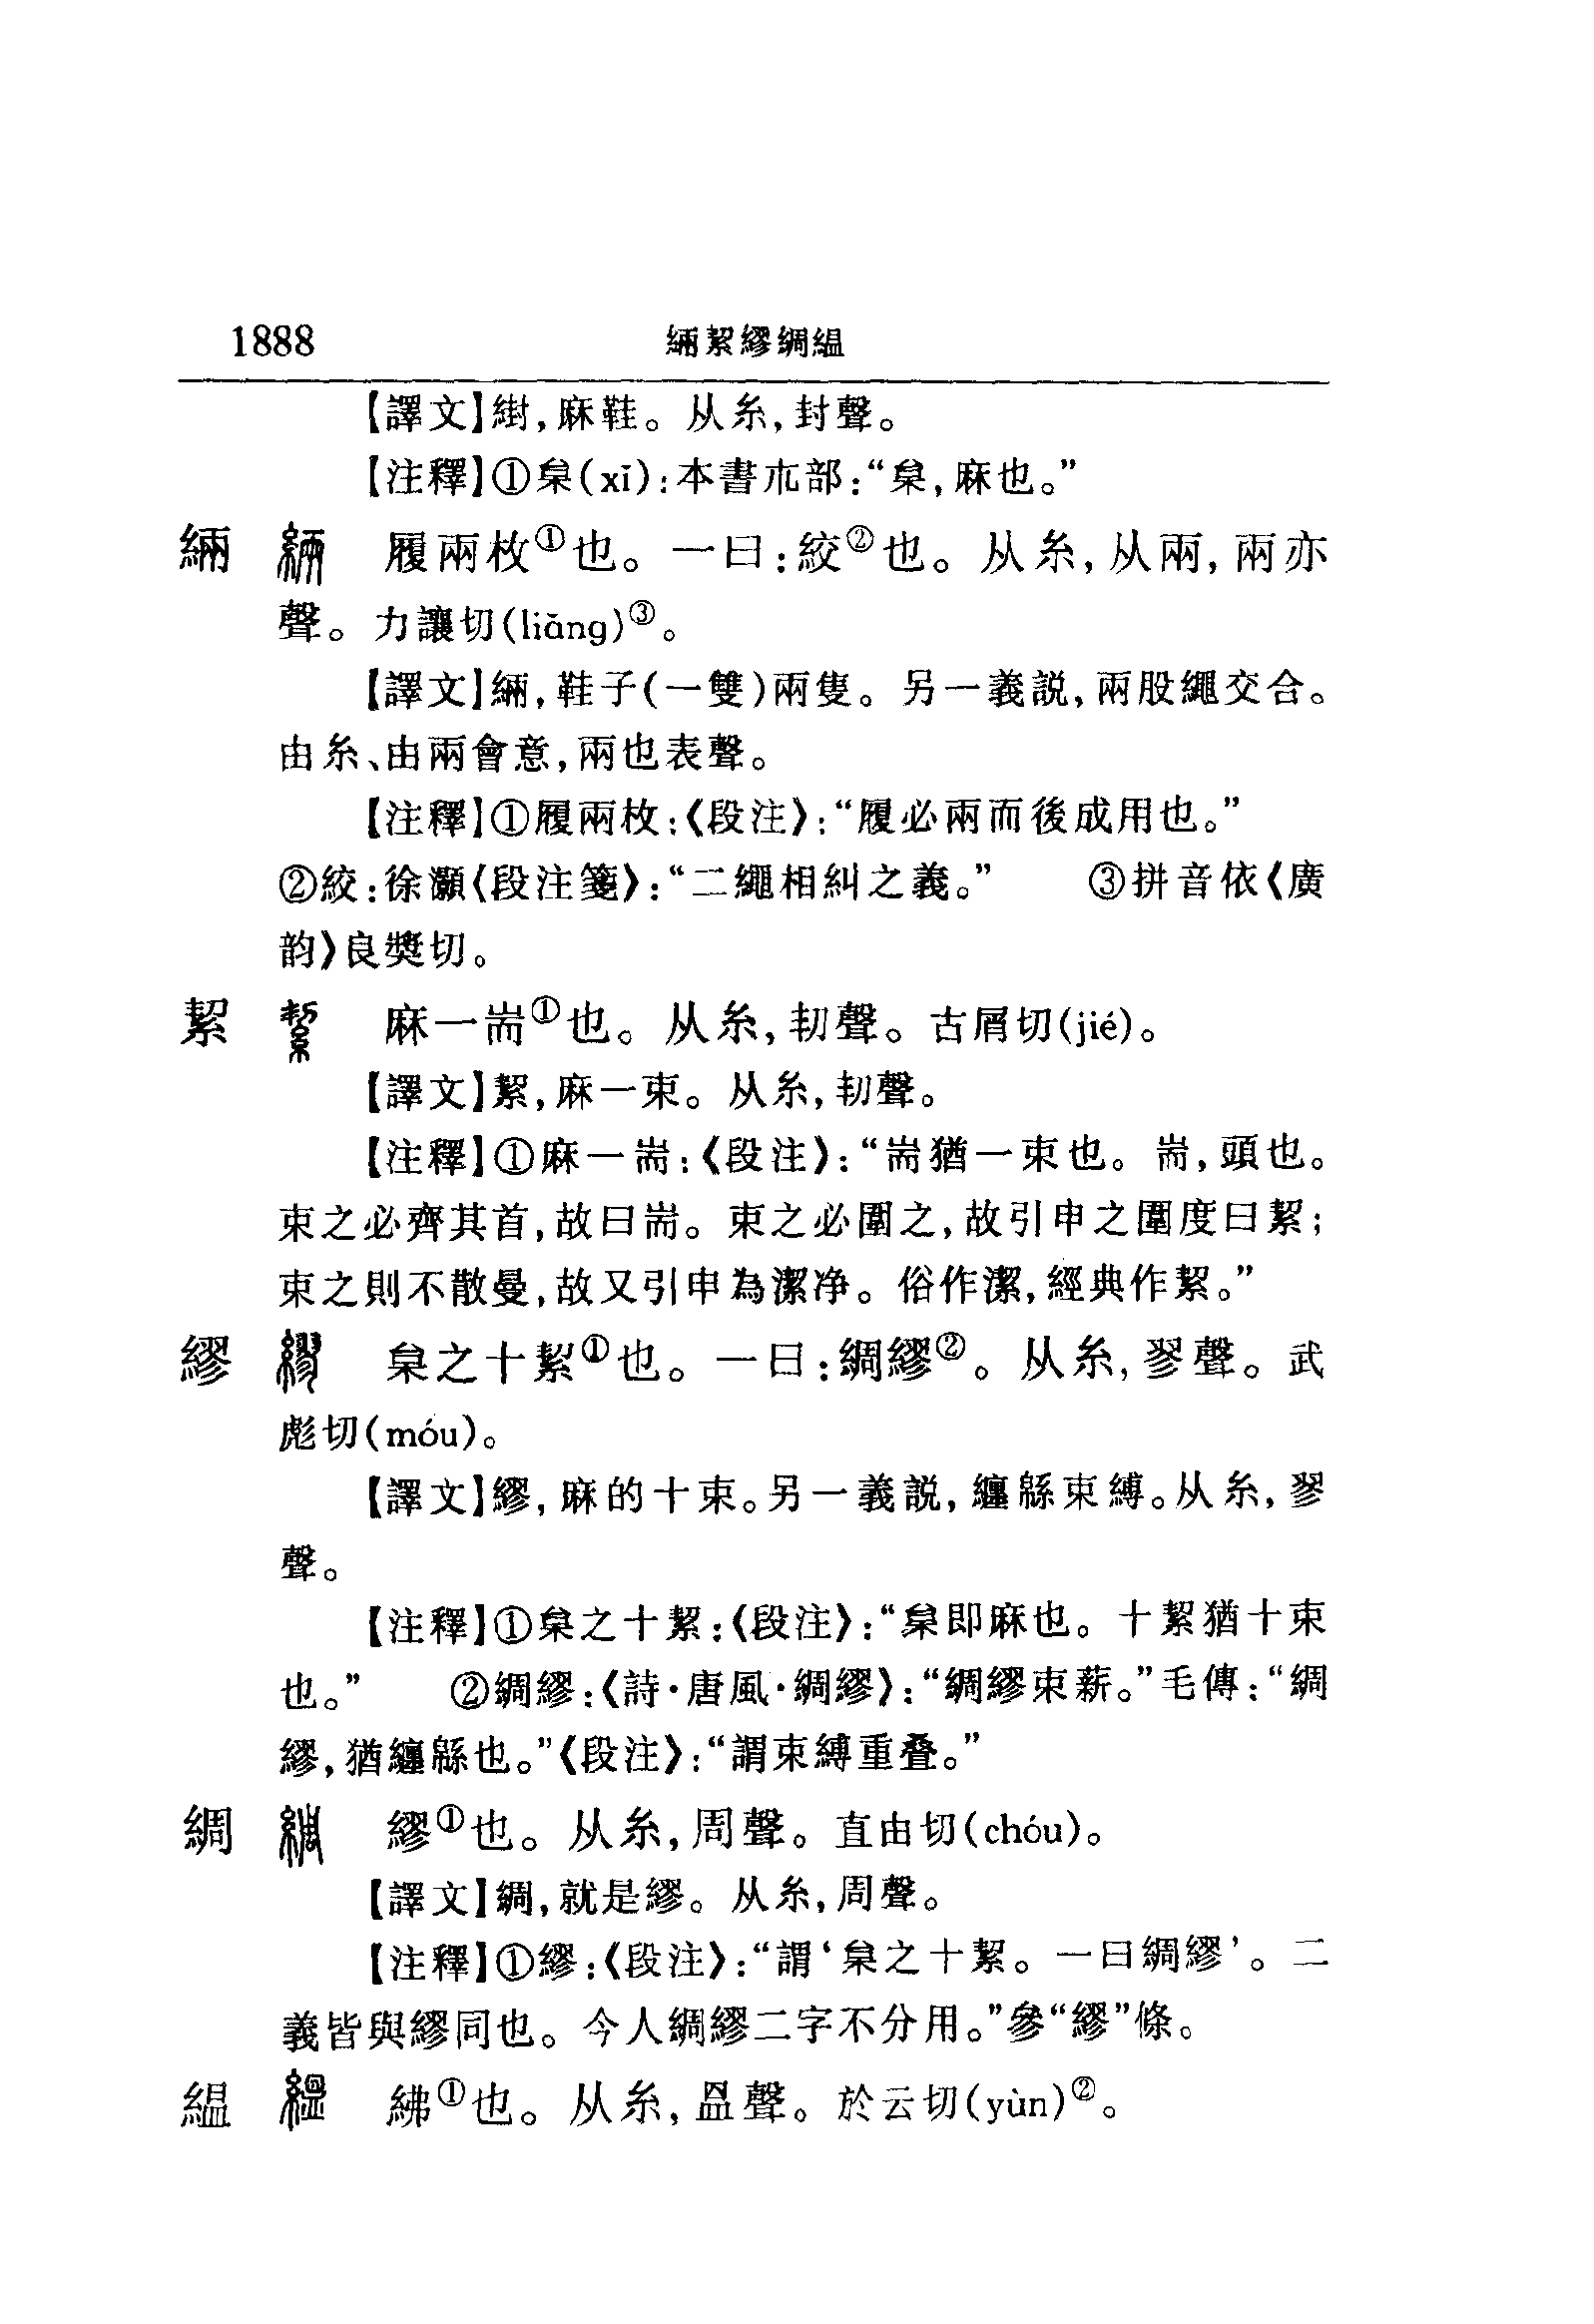 1888 緉絜繆綢緼
【譯文】䋽,麻鞋。从糸,封聲。
【注釋】①枲(xǐ):本書𣎳部:“枲,麻也。”
緉 履兩枚①也。一曰:絞②也。从糸,从兩,兩亦
聲。力讓切(liǎng)③。
【譯文】緉,鞋子(一雙)兩隻。另一義説,兩股繩交合。
由糸、由兩會意,兩也表聲。
【注釋】①履兩枚:《段注》:“履必兩而後成用也。”
②絞:徐灝《段注箋》:“二繩相糾之義。” ③拼音依《廣
韵》良獎切。
絜 麻一耑①也。从糸,㓞聲。古屑切(jié)。
【譯文】絜,麻一束。从糸,㓞聲。
【注釋】①麻一耑:《段注》:“耑猶一束也。耑,頭也。
束之必齊其首,故曰耑。束之必圍之,故引申之圍度曰絜;
束之則不散曼,故又引申為潔净。俗作潔,經典作絜。”
繆 枲之十絜①也。一曰:綢繆②。从糸,翏聲。武
彪切(móu)。
【譯文】繆,麻的十束。另一義説,纏緜束縛。从糸,翏
聲。
【注釋】①枲之十絜:《段注》:“枲即麻也。十絜猶十束
也。” ②綢繆:《詩·唐風·綢繆》:“綢繆束薪。”毛傳:“綢
繆,猶纏緜也。”《段注》:“謂束縛重叠。”
綢 繆①也。从糸,周聲。直由切(chóu)。
【譯文】綢,就是繆。从糸,周聲。
【注釋】①繆:《段注》:“謂‘枲之十絜。一曰綢繆’。二
義皆與繆同也。今人綢繆二字不分用。”參“繆”條。
緼 紼①也。从糸,昷聲。於云切(yùn)②。